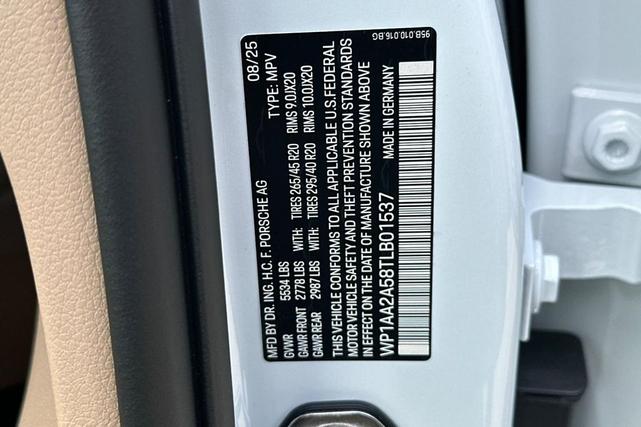 MFD BY DR. ING. H.C. F. PORSCHE AG 08/25
GVWR 5534 LBS TYPE: MPV
GAWR FRONT 2778 LBS WITH: TIRES 265/45 R20 RIMS 9.0JX20
GAWR REAR 2987 LBS WITH: TIRES 295/40 R20 RIMS 10.0JX20
THIS VEHICLE CONFORMS TO ALL APPLICABLE U.S.FEDERAL
MOTOR VEHICLE SAFETY AND THEFT PREVENTION STANDARDS
IN EFFECT ON THE DATE OF MANUFACTURE SHOWN ABOVE
WP1AA2A58TLB01537 MADE IN GERMANY
95B.010.016.BG